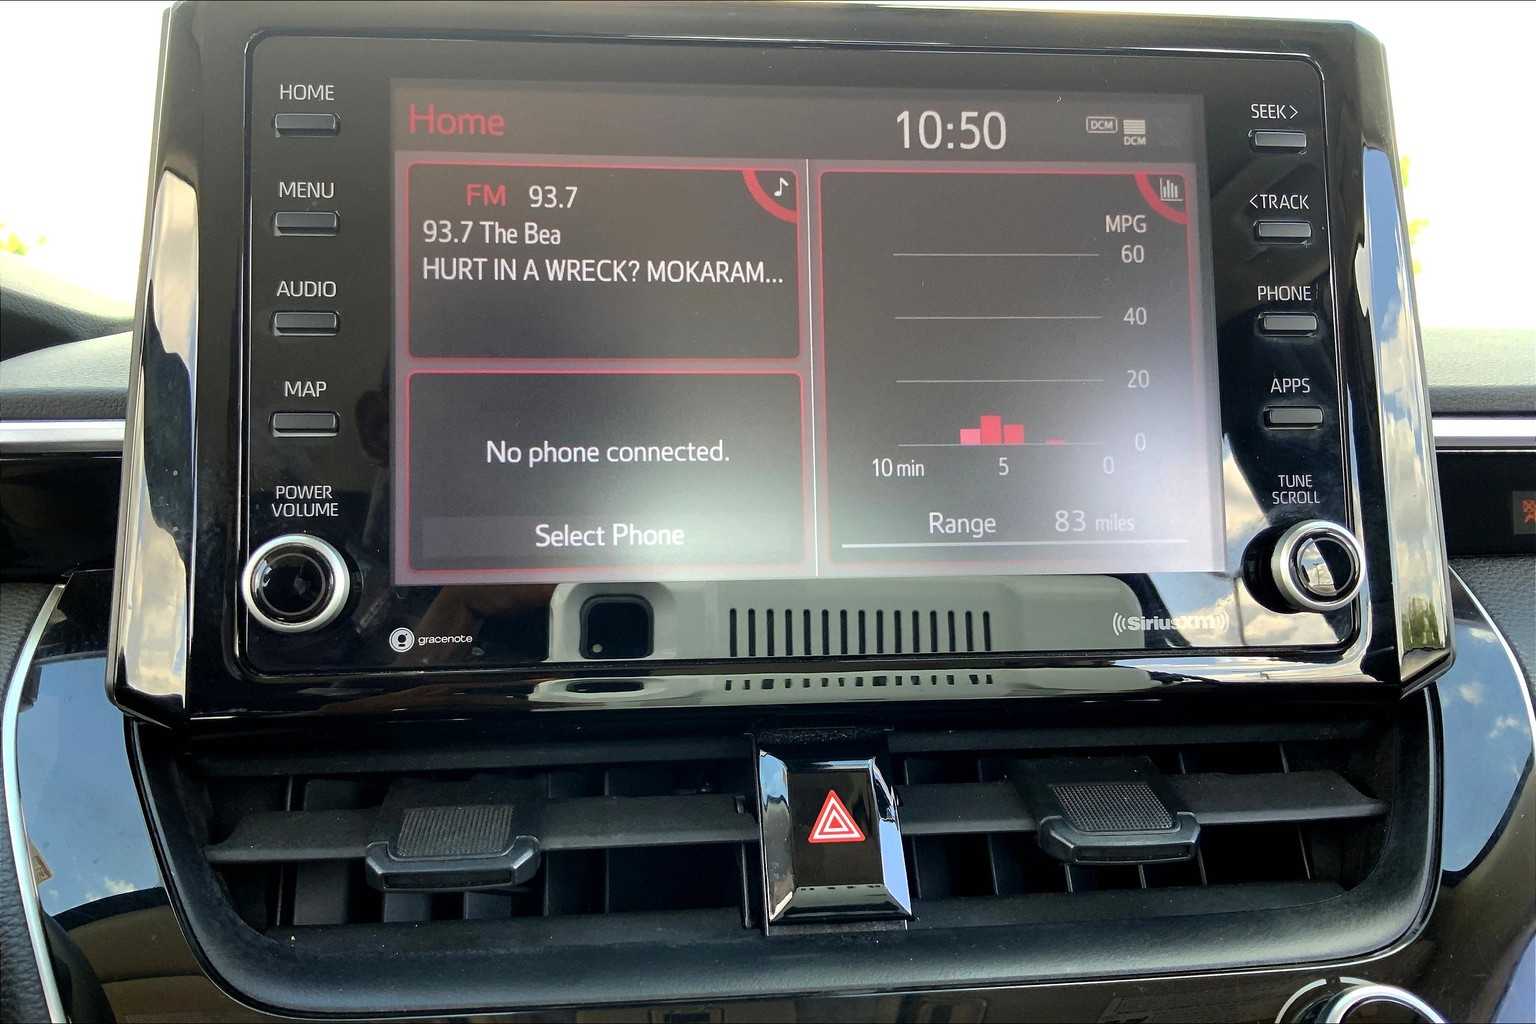 HOME
MENU
AUDIO
MAP
POWER
VOLUME
Home
10:50
DCM
DCM
FM 93.7
93.7 The Bea
HURT IN A WRECK? MOKARAM...
No phone connected.
Select Phone
MPG
60
40
20
0
10 min 5 0
Range 83 miles
SEEK >
< TRACK
PHONE
APPS
TUNE
SCROLL
gracenote
((SiriusXM))